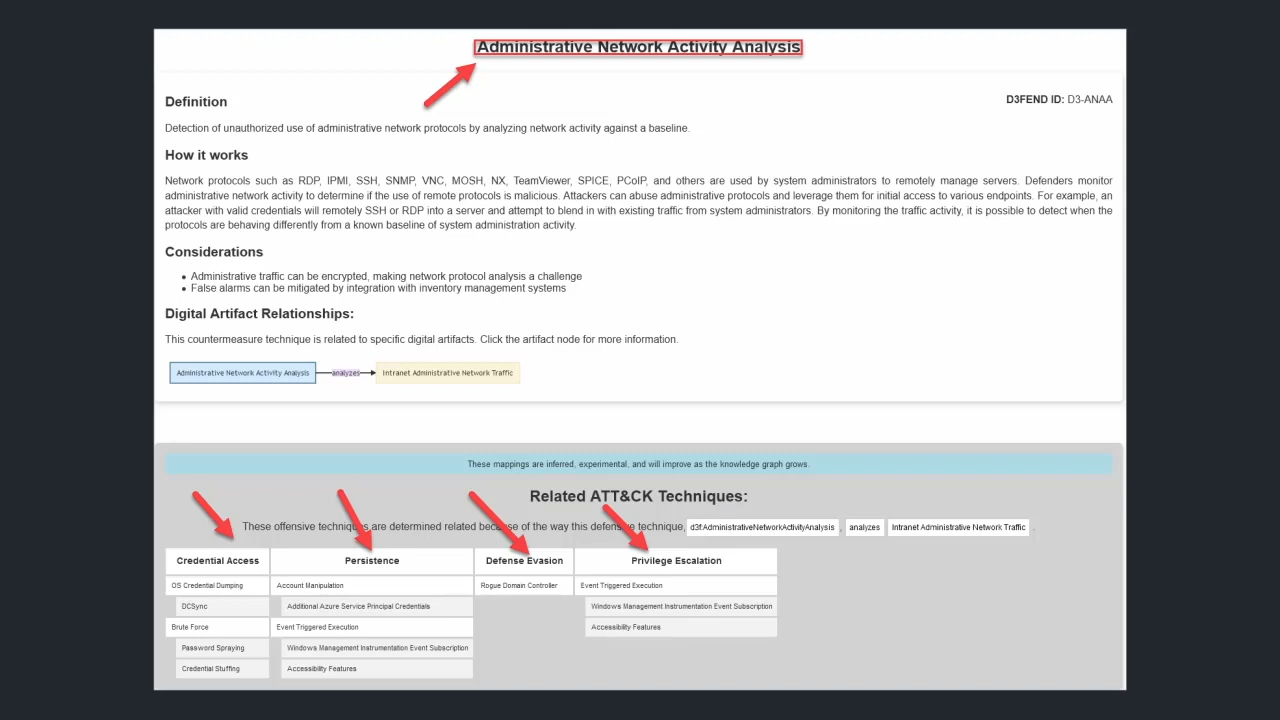 Administrative Network Activity Analysis
Definition
D3FEND ID: D3-ANAA
Detection of unauthorized use of administrative network protocols by analyzing network activity against a baseline.
How it works
Network protocols such as RDP, IPMI, SSH, SNMP, VNC, MOSH, NX, TeamViewer, SPICE, PCoIP, and others are used by system administrators to remotely manage servers. Defenders monitor
administrative network activity to determine if the use of remote protocols is malicious. Attackers can abuse administrative protocols and leverage them for initial access to various endpoints. For example, an
attacker with valid credentials will remotely SSH or RDP into a server and attempt to blend in with existing traffic from system administrators. By monitoring the traffic activity, it is possible to detect when the
protocols are behaving differently from a known baseline of system administration activity.
Considerations
• Administrative traffic can be encrypted, making network protocol analysis a challenge
• False alarms can be mitigated by integration with inventory management systems
Digital Artifact Relationships:
This countermeasure technique is related to specific digital artifacts. Click the artifact node for more information.
Administrative Network Activity Analysis analyzes Intranet Administrative Network Traffic
These mappings are inferred, experimental, and will improve as the knowledge graph grows.
Related ATT&CK Techniques:
These offensive techniques are determined related because of the way this defensive technique, d3f:AdministrativeNetworkActivityAnalysis , analyzes Intranet Administrative Network Traffic .
Credential Access Persistence Defense Evasion Privilege Escalation
OS Credential Dumping Account Manipulation Rogue Domain Controller Event Triggered Execution
DCSync Additional Azure Service Principal Credentials Windows Management Instrumentation Event Subscription
Brute Force Event Triggered Execution Accessibility Features
Password Spraying Windows Management Instrumentation Event Subscription
Credential Stuffing Accessibility Features